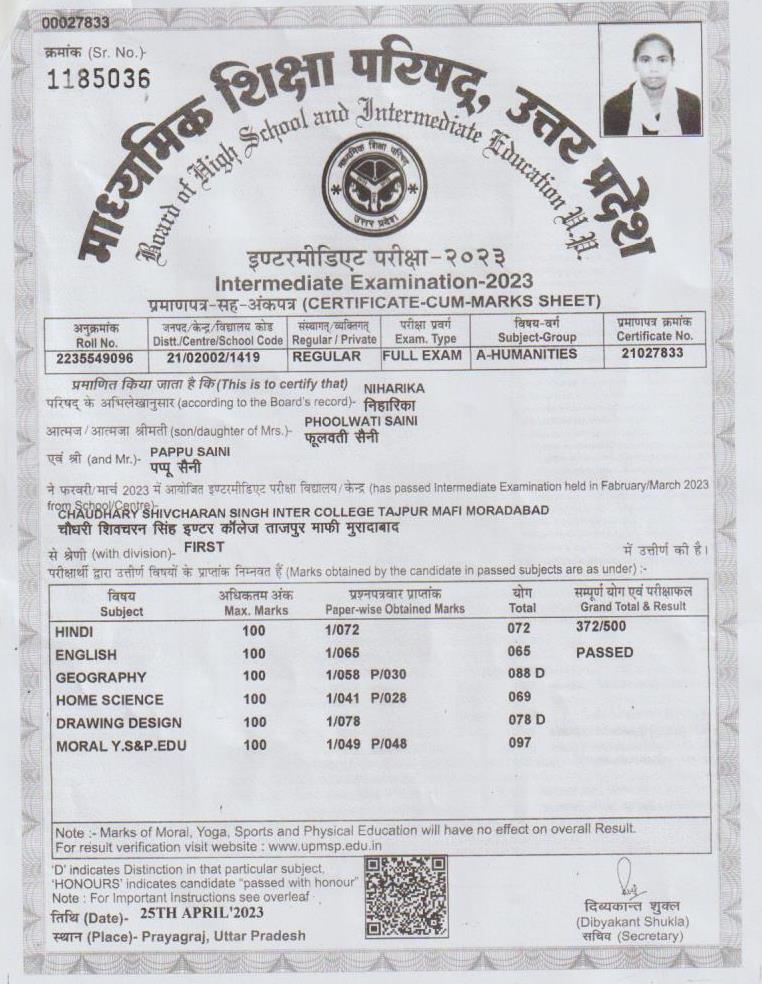 00027833
क्रमांक (Sr. No.)-
1185036
माध्यमिक शिक्षा परिषद्, उत्तर प्रदेश
Board of High School and Intermediate Education U.P.
माध्यमिक शिक्षा परिषद
उत्तर प्रदेश
इण्टरमीडिएट परीक्षा-२०२३
Intermediate Examination-2023
प्रमाणपत्र-सह-अंकपत्र (CERTIFICATE-CUM-MARKS SHEET)
अनुक्रमांक जनपद/केन्द्र/विद्यालय कोड संस्थागत/व्यक्तिगत परीक्षा प्रवर्ग विषय-वर्ग प्रमाणपत्र क्रमांक
Roll No. Distt./Centre/School Code Regular / Private Exam. Type Subject-Group Certificate No.
2235549096 21/02002/1419 REGULAR FULL EXAM A-HUMANITIES 21027833
प्रमाणित किया जाता है कि (This is to certify that) NIHARIKA
परिषद् के अभिलेखानुसार (according to the Board's record)- निहारिका
PHOOLWATI SAINI
आत्मज/आत्मजा श्रीमती (son/daughter of Mrs.)- फूलवती सैनी
एवं श्री (and Mr.)- PAPPU SAINI
पप्पू सैनी
ने फरवरी/मार्च 2023 में आयोजित इण्टरमीडिएट परीक्षा विद्यालय/केन्द्र (has passed Intermediate Examination held in Fabruary/March 2023
from School/Centre)-
CHAUDHARY SHIVCHARAN SINGH INTER COLLEGE TAJPUR MAFI MORADABAD
चौधरी शिवचरन सिंह इण्टर कॉलेज ताजपुर माफी मुरादाबाद
से श्रेणी (with division)- FIRST में उत्तीर्ण की है।
परीक्षार्थी द्वारा उत्तीर्ण विषयों के प्राप्तांक निम्नवत हैं (Marks obtained by the candidate in passed subjects are as under) :-
विषय अधिकतम अंक प्रश्नपत्रवार प्राप्तांक योग सम्पूर्ण योग एवं परीक्षाफल
Subject Max. Marks Paper-wise Obtained Marks Total Grand Total & Result
HINDI 100 1/072 072 372/500
ENGLISH 100 1/065 065 PASSED
GEOGRAPHY 100 1/058 P/030 088 D
HOME SCIENCE 100 1/041 P/028 069
DRAWING DESIGN 100 1/078 078 D
MORAL Y.S&P.EDU 100 1/049 P/048 097
Note :- Marks of Moral, Yoga, Sports and Physical Education will have no effect on overall Result.
For result verification visit website : www.upmsp.edu.in
'D' indicates Distinction in that particular subject,
'HONOURS' indicates candidate "passed with honour"
Note : For Important Instructions see overleaf
तिथि (Date)- 25TH APRIL'2023
स्थान (Place)- Prayagraj, Uttar Pradesh
दिब्यकान्त शुक्ल
(Dibyakant Shukla)
सचिव (Secretary)